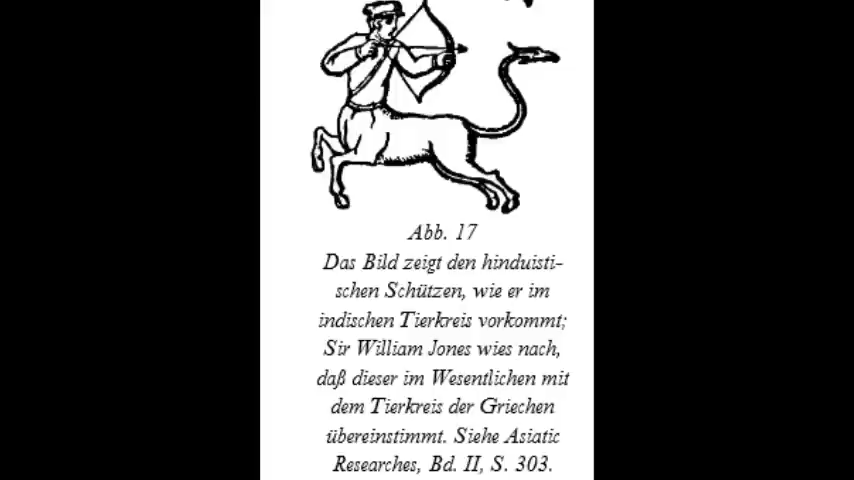 Abb. 17
Das Bild zeigt den hinduisti-
schen Schützen, wie er im
indischen Tierkreis vorkommt;
Sir William Jones wies nach,
daß dieser im Wesentlichen mit
dem Tierkreis der Griechen
übereinstimmt. Siehe Asiatic
Researches, Bd. II, S. 303.